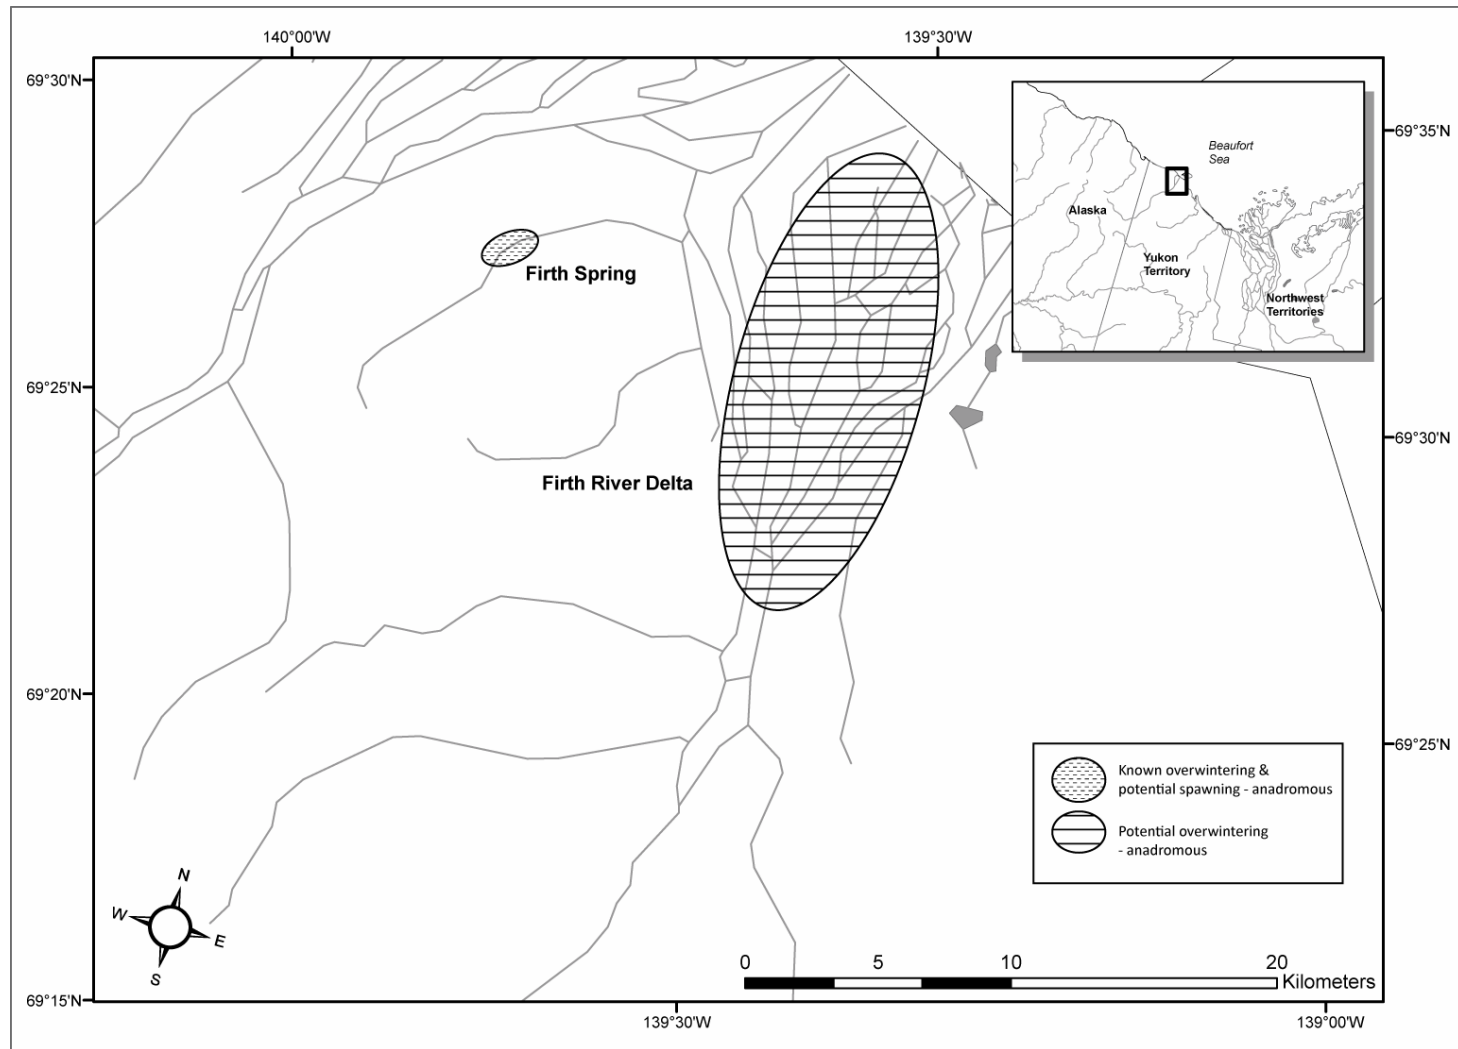 140°00'W
139°30'W
69°30'N
69°35'N
Beaufort
Sea
Alaska
Yukon
Territory
Northwest
Territories
Firth Spring
69°25'N
69°30'N
Firth River Delta
69°20'N
69°25'N
Known overwintering &
potential spawning - anadromous
Potential overwintering
- anadromous
N
W
E
S
0 5 10 20
Kilometers
69°15'N
139°30'W
139°00'W